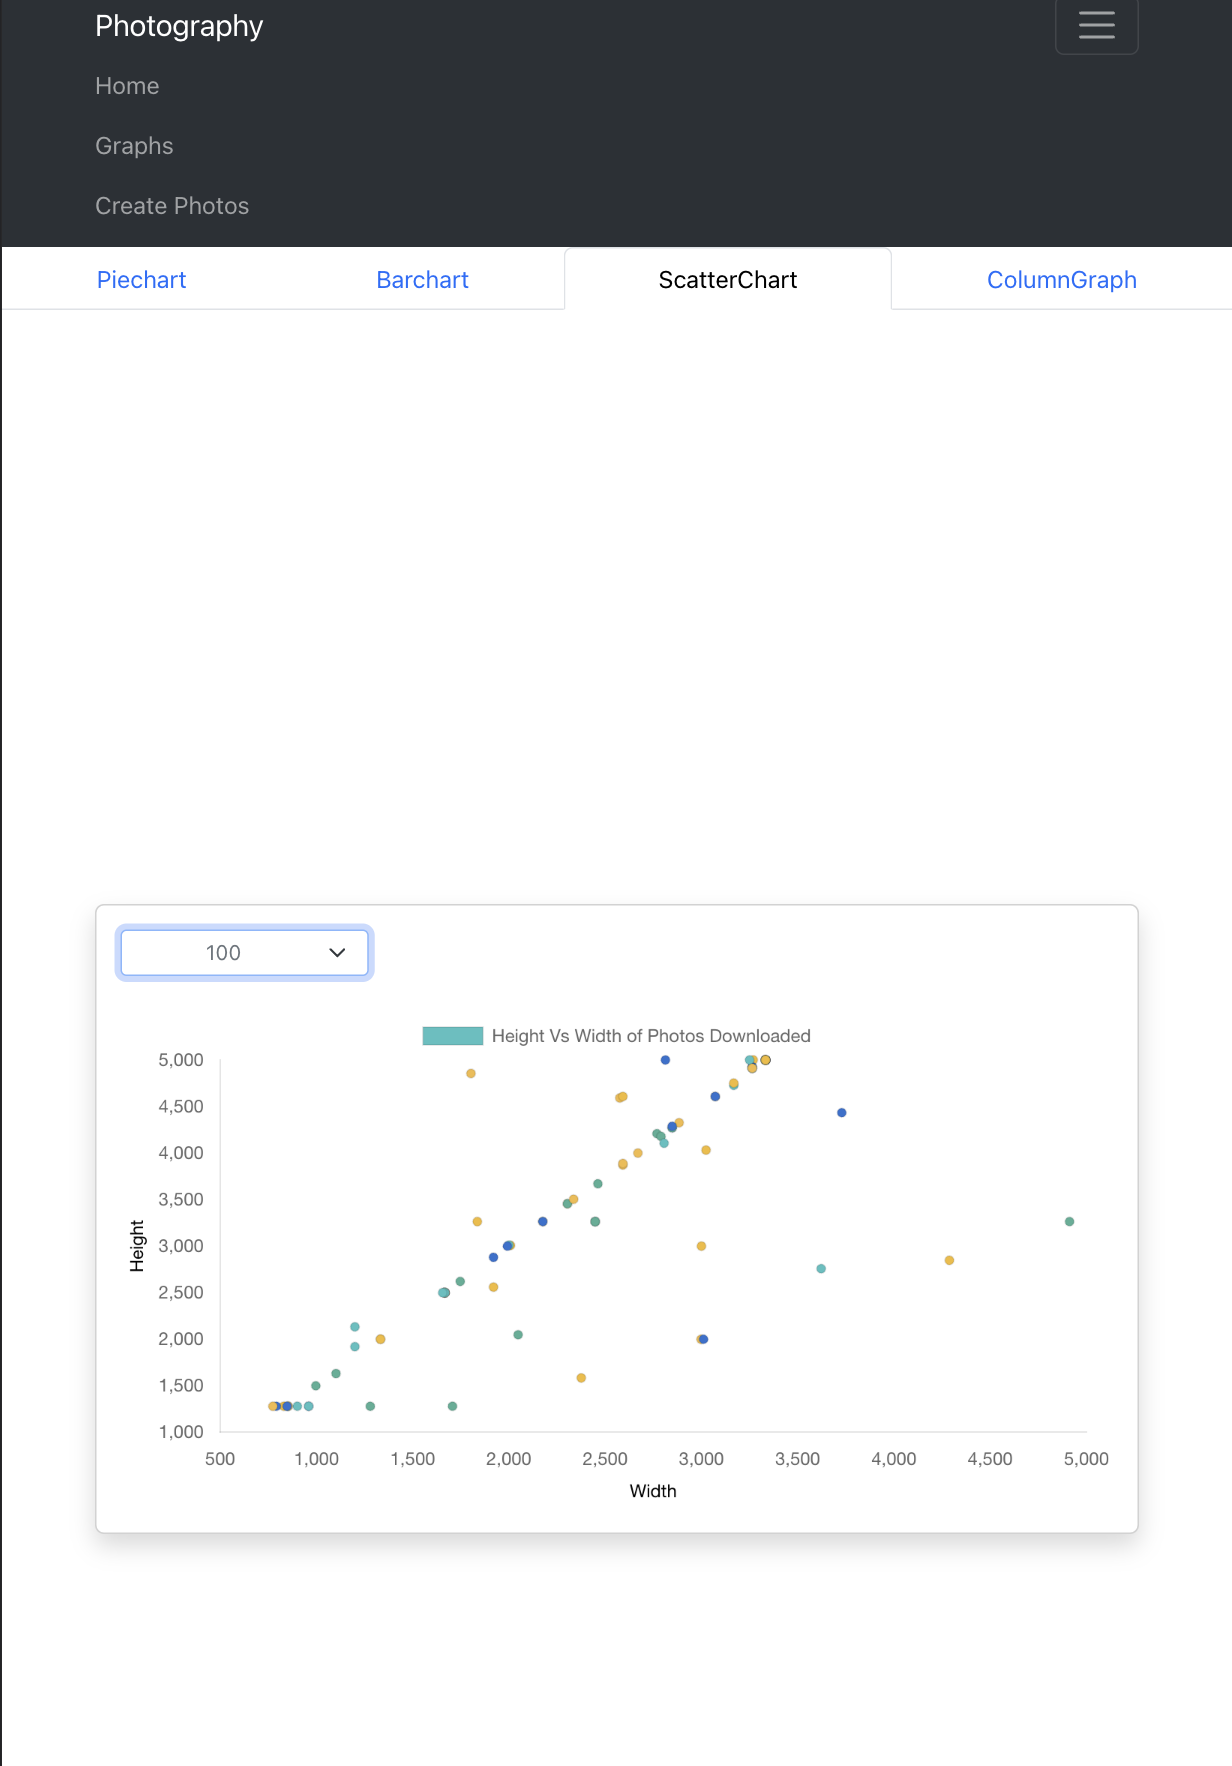 Photography
Home
Graphs
Create Photos
Piechart Barchart ScatterChart ColumnGraph
100
Height Vs Width of Photos Downloaded
5,000
4,500
4,000
3,500
3,000
2,500
2,000
1,500
1,000
Height
500 1,000 1,500 2,000 2,500 3,000 3,500 4,000 4,500 5,000
Width